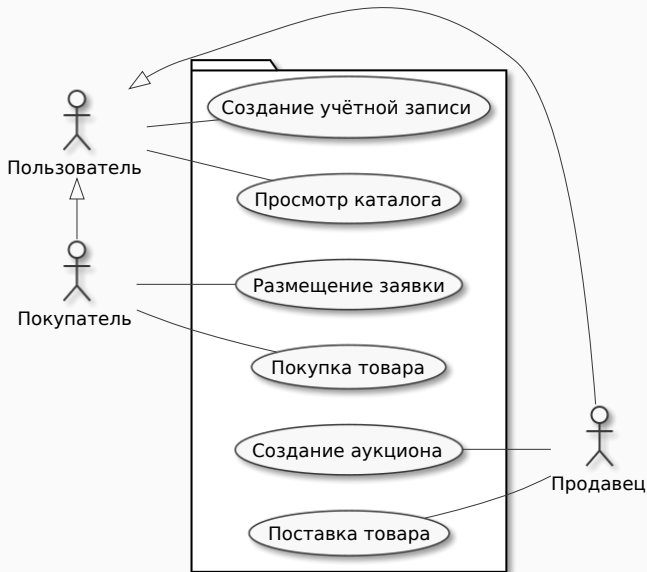 Создание учётной записи
Пользователь
Просмотр каталога
Размещение заявки
Покупатель
Покупка товара
Создание аукциона
Продавец
Поставка товара